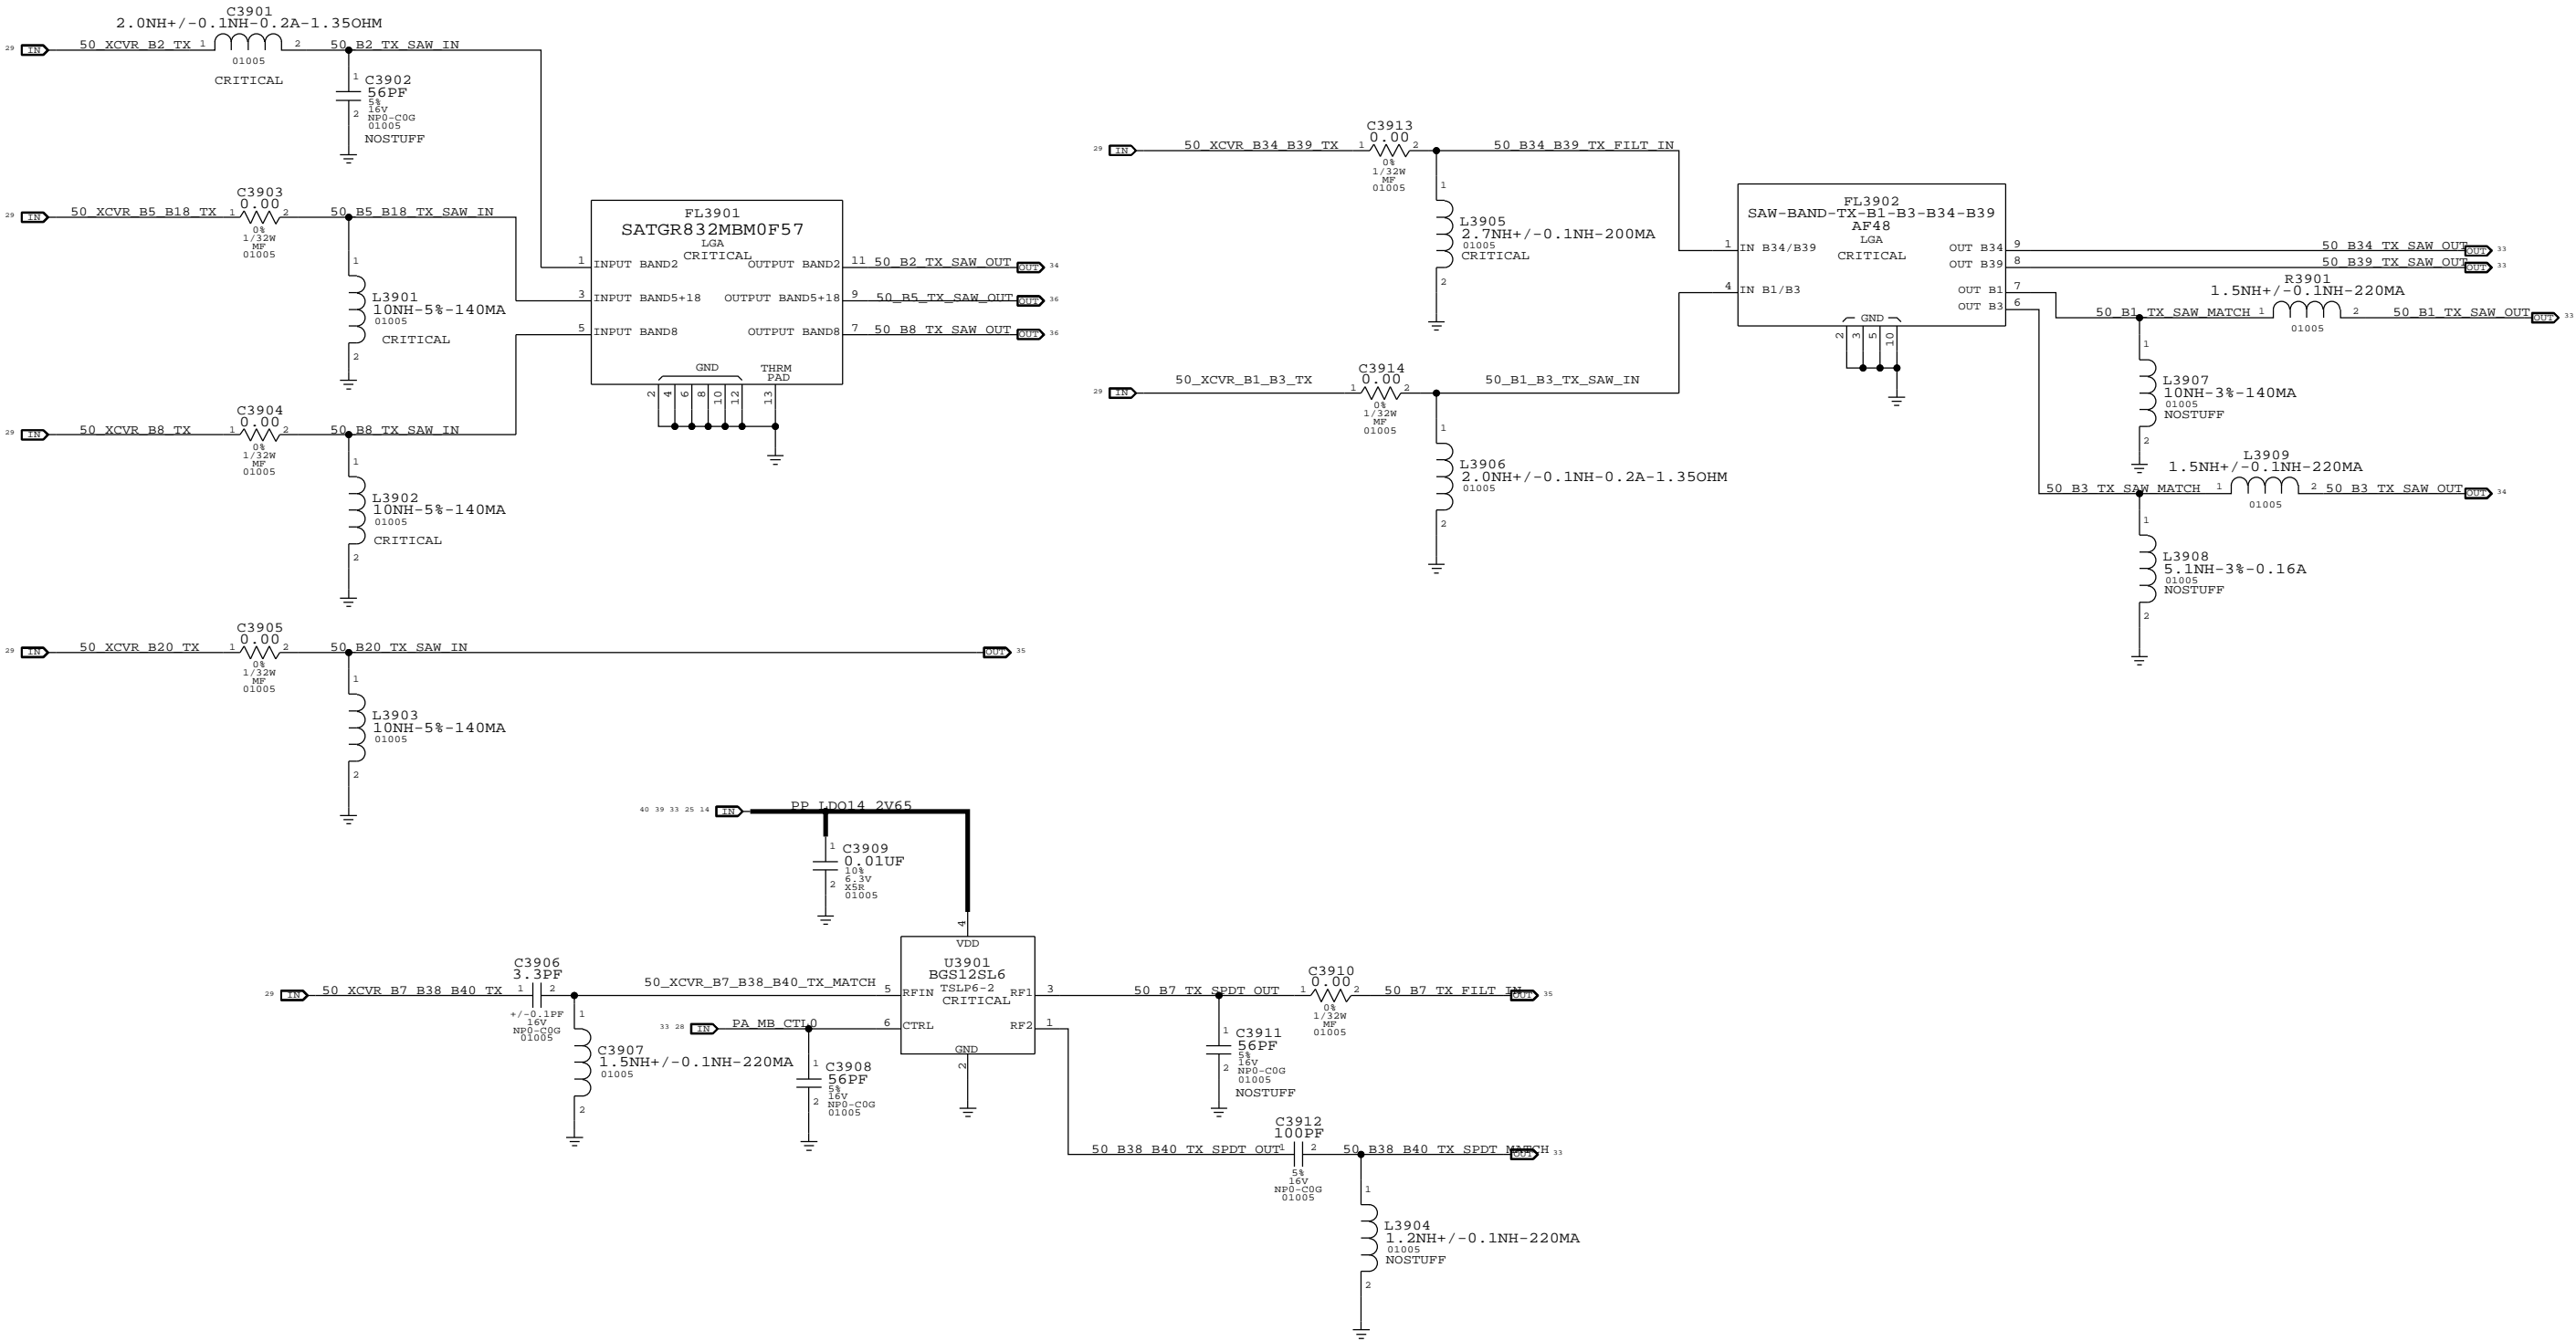 C3901
2.0NH+/-0.1NH-0.2A-1.35OHM
29 IN 50_XCVR_B2_TX 1 2 50_B2_TX_SAW_IN
01005
CRITICAL
1 C3902
56PF
5%
16V
2 NP0-C0G
01005
NOSTUFF
C3903
0.00
29 IN 50_XCVR_B5_B18_TX 1 2 50_B5_B18_TX_SAW_IN
0%
1/32W
MF
01005
1
L3901
10NH-5%-140MA
01005
CRITICAL
2
C3904
0.00
29 IN 50_XCVR_B8_TX 1 2 50_B8_TX_SAW_IN
0%
1/32W
MF
01005
1
L3902
10NH-5%-140MA
01005
CRITICAL
2
FL3901
SATGR832MBM0F57
LGA
CRITICAL
1 INPUT BAND2 OUTPUT BAND2 11 50_B2_TX_SAW_OUT OUT 34
3 INPUT BAND5+18 OUTPUT BAND5+18 9 50_B5_TX_SAW_OUT OUT 36
5 INPUT BAND8 OUTPUT BAND8 7 50_B8_TX_SAW_OUT OUT 36
GND THRM
PAD
2 4 6 8 10 12 13
C3905
0.00
29 IN 50_XCVR_B20_TX 1 2 50_B20_TX_SAW_IN OUT 35
0%
1/32W
MF
01005
1
L3903
10NH-5%-140MA
01005
2
C3913
0.00
29 IN 50_XCVR_B34_B39_TX 1 2 50_B34_B39_TX_FILT_IN
0%
1/32W
MF
01005
1
L3905
2.7NH+/-0.1NH-200MA
01005
CRITICAL
2
C3914
0.00
29 IN 50_XCVR_B1_B3_TX 1 2 50_B1_B3_TX_SAW_IN
0%
1/32W
MF
01005
1
L3906
2.0NH+/-0.1NH-0.2A-1.35OHM
01005
2
FL3902
SAW-BAND-TX-B1-B3-B34-B39
AF48
LGA
CRITICAL
1 IN B34/B39 OUT B34 9 50_B34_TX_SAW_OUT OUT 33
OUT B39 8 50_B39_TX_SAW_OUT OUT 33
4 IN B1/B3 OUT B1 7
OUT B3 6
GND
2 3 5 10
R3901
1.5NH+/-0.1NH-220MA
50_B1_TX_SAW_MATCH 1 2 50_B1_TX_SAW_OUT OUT 33
01005
1
L3907
10NH-3%-140MA
01005
NOSTUFF
2
L3909
1.5NH+/-0.1NH-220MA
50_B3_TX_SAW_MATCH 1 2 50_B3_TX_SAW_OUT OUT 34
01005
1
L3908
5.1NH-3%-0.16A
01005
NOSTUFF
2
40 39 33 25 14 IN PP_LDO14_2V65
1 C3909
0.01UF
10%
6.3V
2 X5R
01005
4
VDD
U3901
BGS12SL6
TSLP6-2
CRITICAL
5 RFIN RF1 3
6 CTRL RF2 1
GND
2
C3906
3.3PF
29 IN 50_XCVR_B7_B38_B40_TX 1 2 50_XCVR_B7_B38_B40_TX_MATCH
+/-0.1PF
16V
NP0-C0G
01005
1
C3907
1.5NH+/-0.1NH-220MA
01005
2
33 28 IN PA_MB_CTL0
1 C3908
56PF
5%
16V
2 NP0-C0G
01005
C3910
0.00
50_B7_TX_SPDT_OUT 1 2 50_B7_TX_FILT_IN OUT 35
0%
1/32W
MF
01005
1 C3911
56PF
5%
16V
2 NP0-C0G
01005
NOSTUFF
C3912
100PF
50_B38_B40_TX_SPDT_OUT 1 2 50_B38_B40_TX_SPDT_MATCH OUT 33
5%
16V
NP0-C0G
01005
1
L3904
1.2NH+/-0.1NH-220MA
01005
NOSTUFF
2